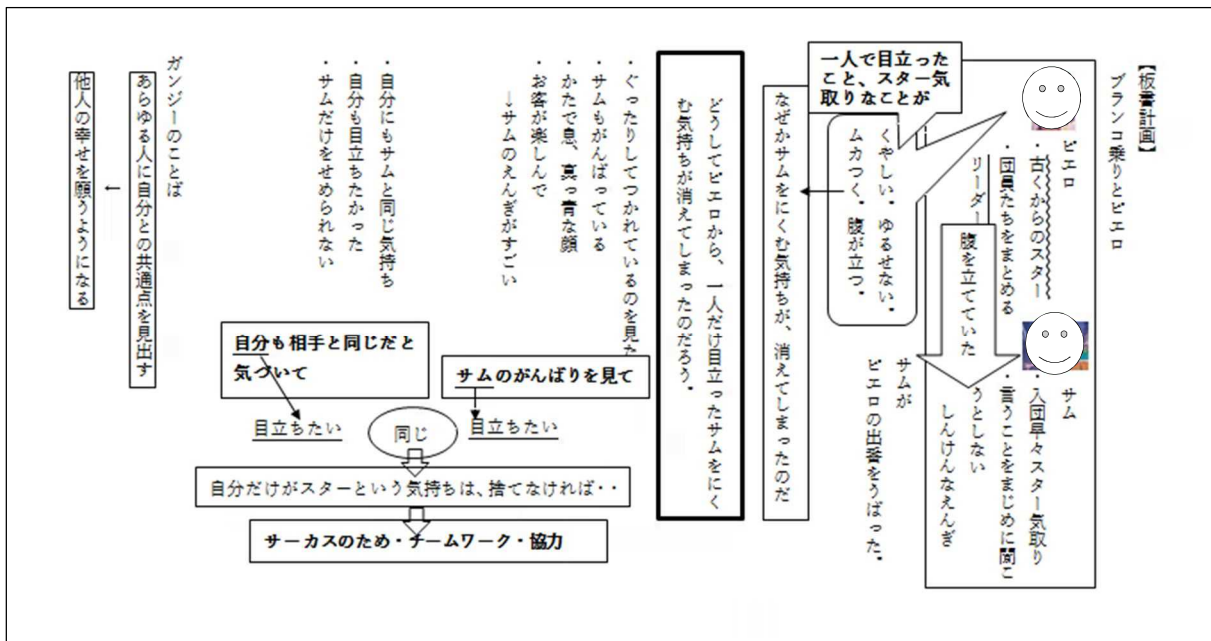 【板書計画】
ブランコ乗りとピエロ
ピエロ
・古くからのスター
・団員たちをまとめる
リーダー
サム
・入団早々スター気取り
・言うことをまじめに聞こ
うとしない
しんけんなえんぎ
腹を立てていた
サムが
ピエロの出番をうばった。
一人で目立った
こと、スター気
取りなことが
くやしい。ゆるせない。
ムカつく。腹が立つ。
なぜかサムをにくむ気持ちが、消えてしまったのだ
どうしてピエロから、一人だけ目立ったサムをにく
む気持ちが消えてしまったのだろう。
・ぐったりしてつかれているのを見た
・サムもがんばっている
・かたで息、真っ青な顔
・お客が楽しんで
→サムのえんぎがすごい
・自分にもサムと同じ気持ち
・自分も目立ちたかった
・サムだけをせめられない
サムのがんばりを見て
自分も相手と同じだと
気づいて
目立ちたい
同じ
目立ちたい
自分だけがスターという気持ちは、捨てなければ・・
サーカスのため・チームワーク・協力
ガンジーのことば
あらゆる人に自分との共通点を見出す
↓
他人の幸せを願うようになる